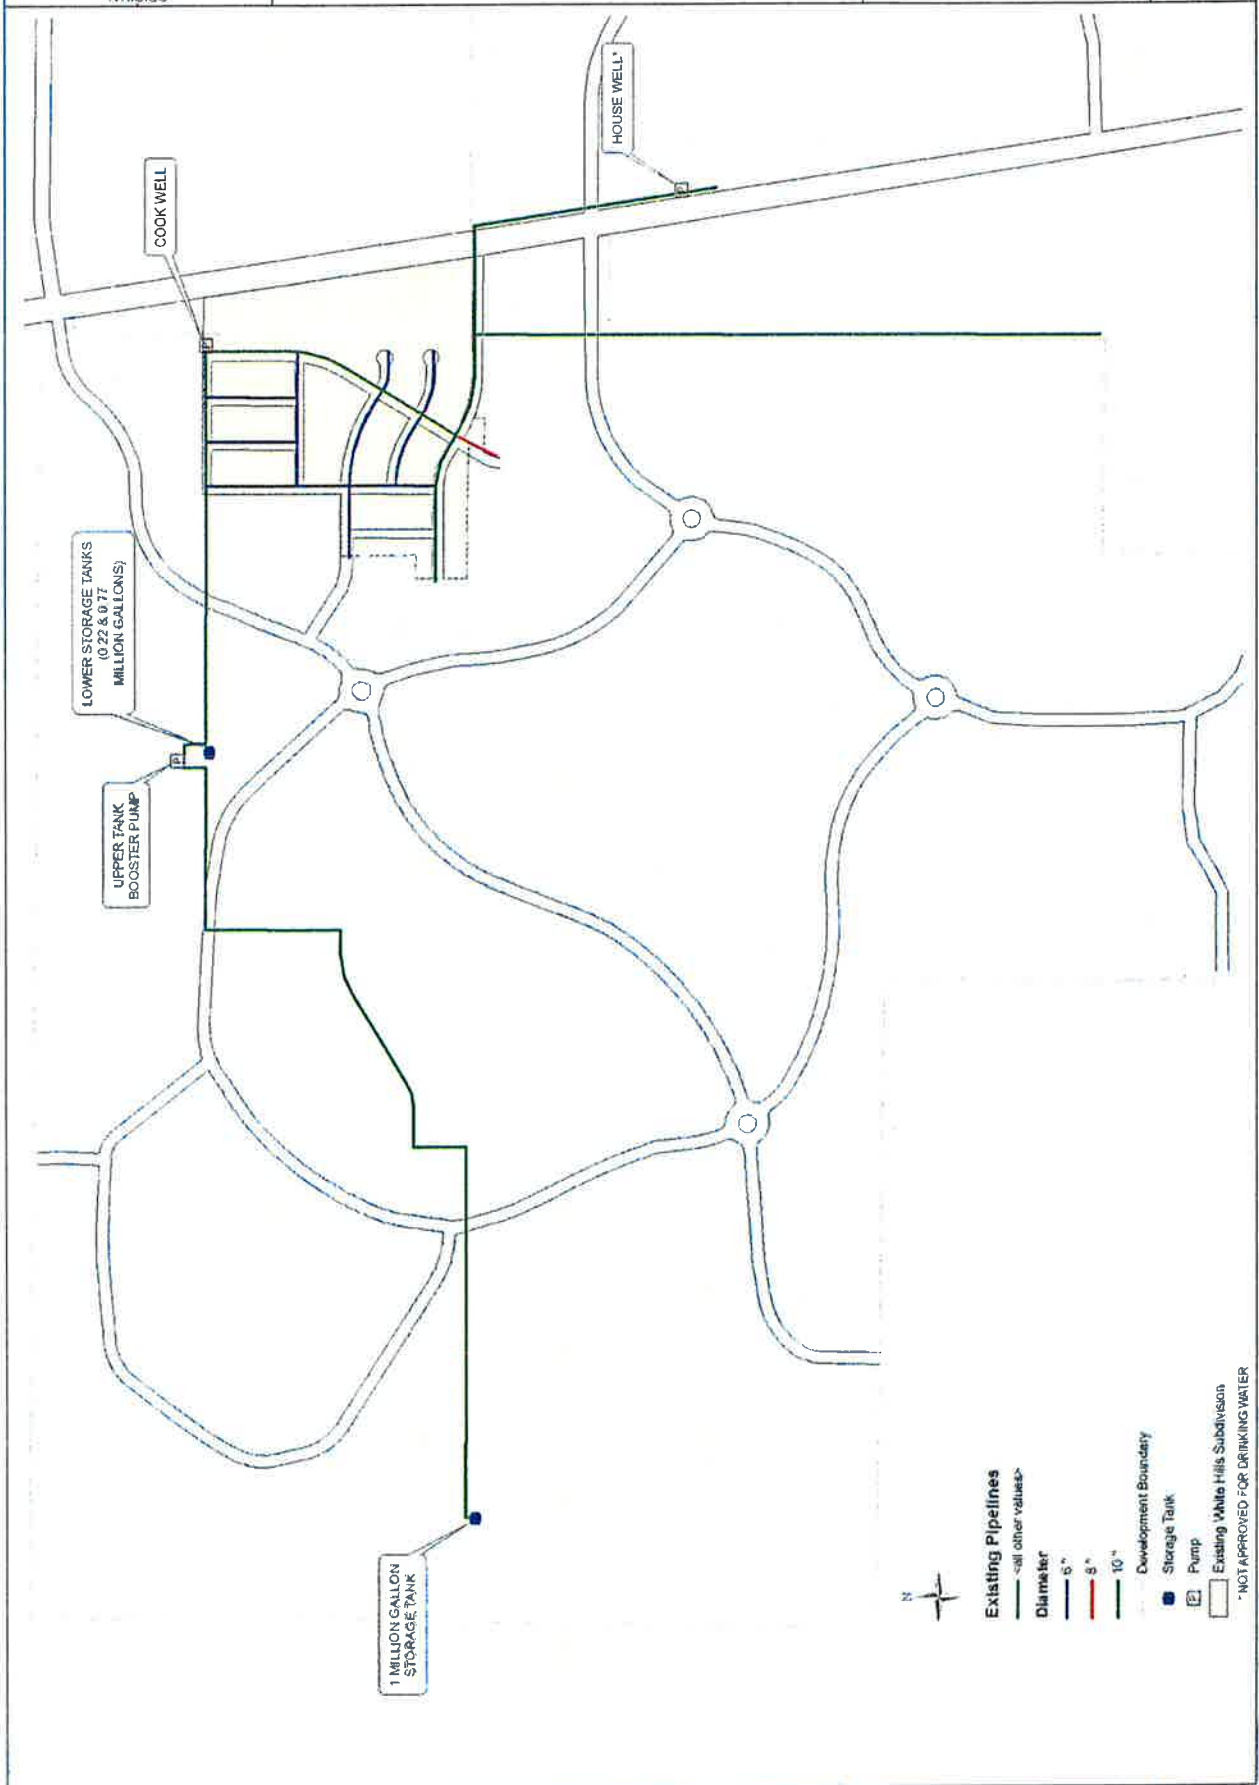 COOK WELL
HOUSE WELL*
LOWER STORAGE TANKS
(0.22 & 0.77
MILLION GALLONS)
UPPER TANK
BOOSTER PUMP
1 MILLION GALLON
STORAGE TANK
N
Existing Pipelines
<all other values>
Diameter
6"
8"
10"
Development Boundary
Storage Tank
P Pump
Existing White Hills Subdivision
*NOT APPROVED FOR DRINKING WATER
P
P
P